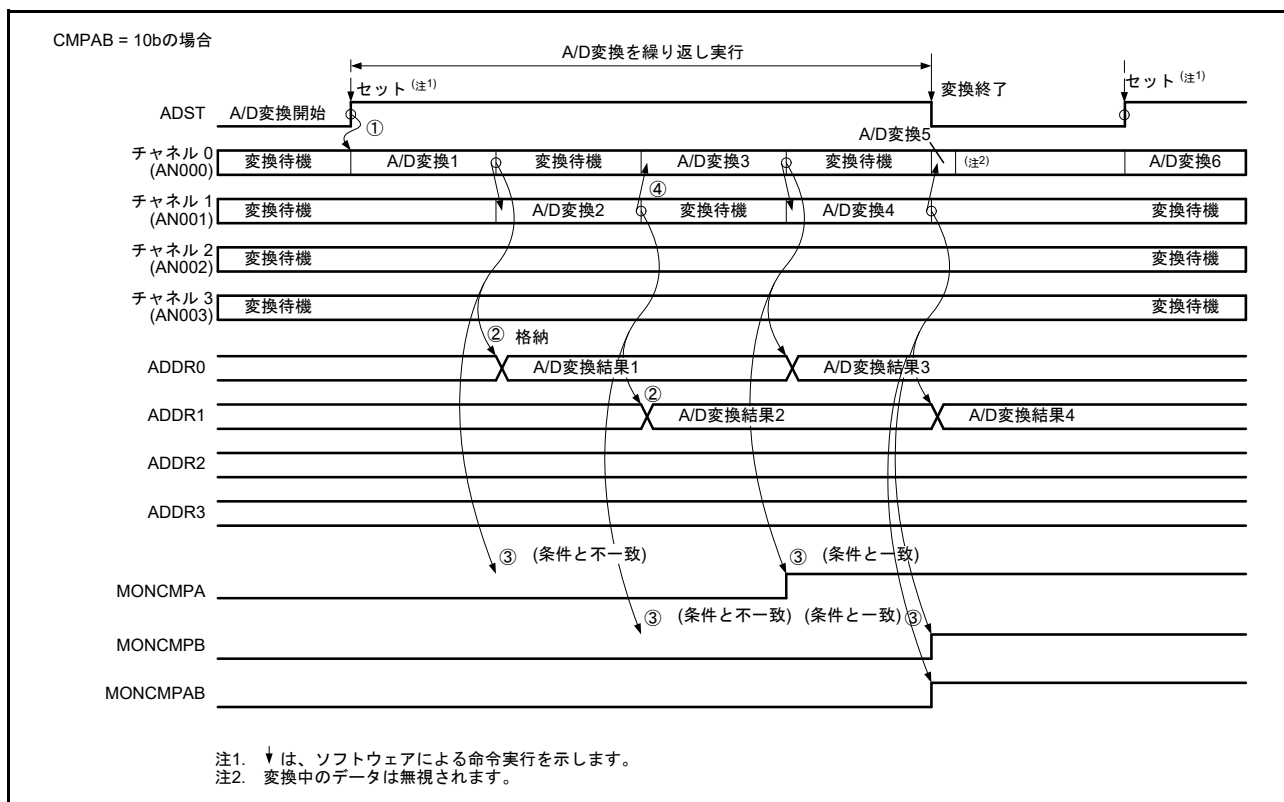 CMPAB = 10bの場合
A/D変換を繰り返し実行
セット (注1)
変換終了
セット (注1)
ADST
A/D変換開始
①
A/D変換5
チャネル 0
(AN000)
変換待機
A/D変換1
変換待機
A/D変換3
変換待機
(注2)
A/D変換6
④
チャネル 1
(AN001)
変換待機
A/D変換2
変換待機
A/D変換4
変換待機
チャネル 2
(AN002)
変換待機
変換待機
チャネル 3
(AN003)
変換待機
変換待機
② 格納
ADDR0
A/D変換結果1
A/D変換結果3
②
ADDR1
A/D変換結果2
A/D変換結果4
ADDR2
ADDR3
③ (条件と不一致)
③ (条件と一致)
MONCMPA
③ (条件と不一致)
(条件と一致) ③
MONCMPB
MONCMPAB
注1. は、ソフトウェアによる命令実行を示します。
注2. 変換中のデータは無視されます。